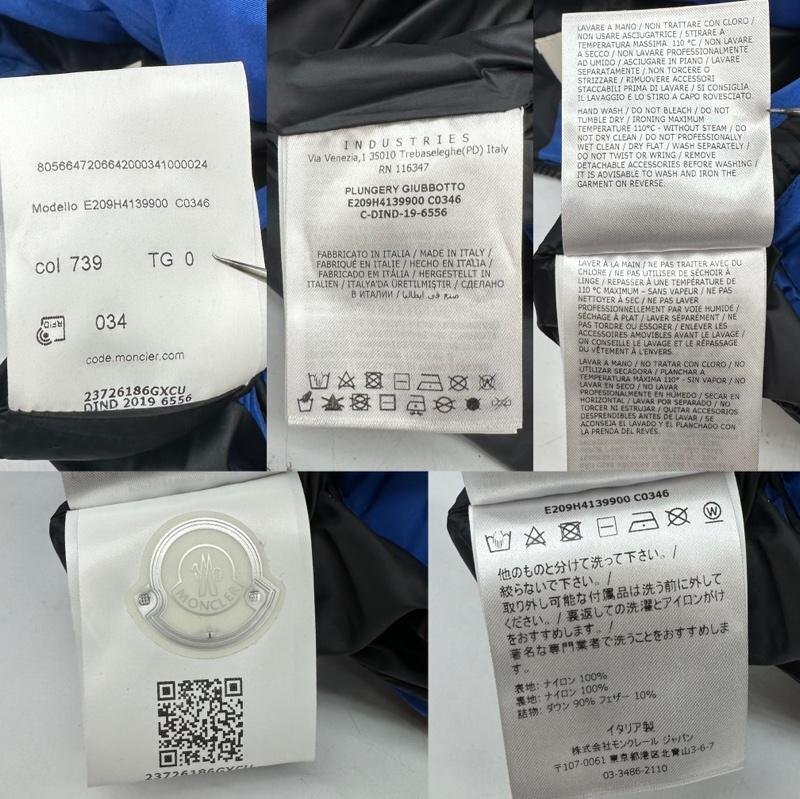 8056647206642000341000024
Modello E209H4139900 C0346
col 739 TG 0
RFID 034
code.moncler.com
23726186GXCU
DIND 2019 6556
INDUSTRIES
Via Venezia,1 35010 Trebaseleghe(PD) Italy
RN 116347
PLUNGERY GIUBBOTTO
E209H4139900 C0346
C-DIND-19-6556
FABBRICATO IN ITALIA / MADE IN ITALY /
FABRIQUÉ EN ITALIE / HECHO EN ITALIA /
FABRICADO EM ITÁLIA / HERGESTELLT IN
ITALIEN / İTALYA'DA ÜRETİLMİŞTİR / СДЕЛАНО
В ИТАЛИИ / صنع في ايطاليا
LAVARE A MANO / NON TRATTARE CON CLORO /
NON USARE ASCIUGATRICE / STIRARE A
TEMPERATURA MASSIMA 110 °C / NON LAVARE
A SECCO / NON LAVARE PROFESSIONALMENTE
AD UMIDO / ASCIUGARE IN PIANO / LAVARE
SEPARATAMENTE / NON TORCERE O
STRIZZARE / RIMUOVERE ACCESSORI
STACCABILI PRIMA DI LAVARE / SI CONSIGLIA
IL LAVAGGIO E LO STIRO A CAPO ROVESCIATO.
HAND WASH / DO NOT BLEACH / DO NOT
TUMBLE DRY / IRONING MAXIMUM
TEMPERATURE 110°C - WITHOUT STEAM / DO
NOT DRY CLEAN / DO NOT PROFESSIONALLY
WET CLEAN / DRY FLAT / WASH SEPARATELY /
DO NOT TWIST OR WRING / REMOVE
DETACHABLE ACCESSORIES BEFORE WASHING /
IT IS ADVISABLE TO WASH AND IRON THE
GARMENT ON REVERSE.
LAVER À LA MAIN / NE PAS TRAITER AVEC DU
CHLORE / NE PAS UTILISER DE SÉCHOIR À
LINGE / REPASSER À UNE TEMPÉRATURE DE
110 °C MAXIMUM – SANS VAPEUR / NE PAS
NETTOYER À SEC / NE PAS LAVER
PROFESSIONNELLEMENT PAR VOIE HUMIDE /
SÉCHAGE À PLAT / LAVER SÉPARÉMENT / NE
PAS TORDRE OU ESSORER / ENLEVER LES
ACCESSOIRES AMOVIBLES AVANT LE LAVAGE /
ON CONSEILLE LE LAVAGE ET LE REPASSAGE
DU VÊTEMENT À L'ENVERS.
LAVAR A MANO / NO TRATAR CON CLORO / NO
UTILIZAR SECADORA / PLANCHAR A
TEMPERATURA MÁXIMA 110° - SIN VAPOR / NO
LAVAR EN SECO / NO LAVAR
PROFESIONALMENTE EN HÚMEDO / SECAR EN
HORIZONTAL / LAVAR POR SEPARADO / NO
TORCER NI ESTRUJAR / QUITAR ACCESORIOS
DESPRENDIBLES ANTES DE LAVAR / SE
ACONSEJA EL LAVADO Y EL PLANCHADO CON
LA PRENDA DEL REVÉS.
MONCLER
23726186GXCU
E209H4139900 C0346
他のものと分けて洗って下さい。/
絞らないで下さい。/
取り外し可能な付属品は洗う前に外して
ください。/ 裏返しての洗濯とアイロンがけ
をおすすめします。/
著名な専門業者で洗うことをおすすめしま
す。
表地: ナイロン 100%
裏地: ナイロン 100%
詰物: ダウン 90% フェザー 10%
イタリア製
株式会社モンクレール ジャパン
〒107-0061 東京都港区北青山3-6-7
03-3486-2110